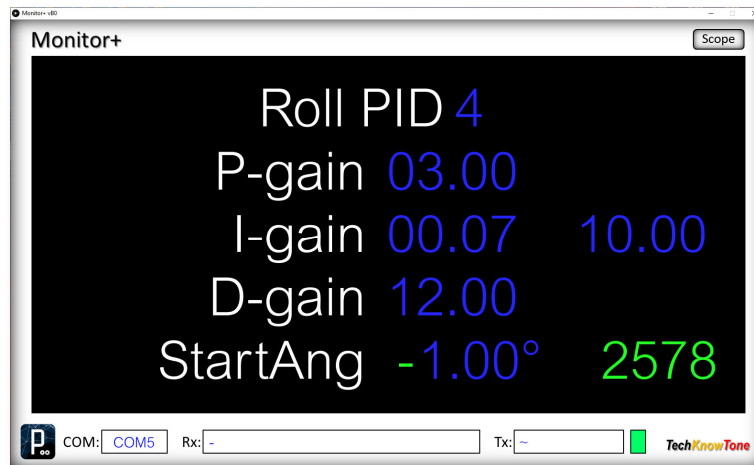 Monitor+ v80
Monitor+ Scope
Roll PID 4
P-gain 03.00
I-gain 00.07 10.00
D-gain 12.00
StartAng -1.00° 2578
P.oo COM: COM5 Rx: - Tx: ~ TechKnowTone